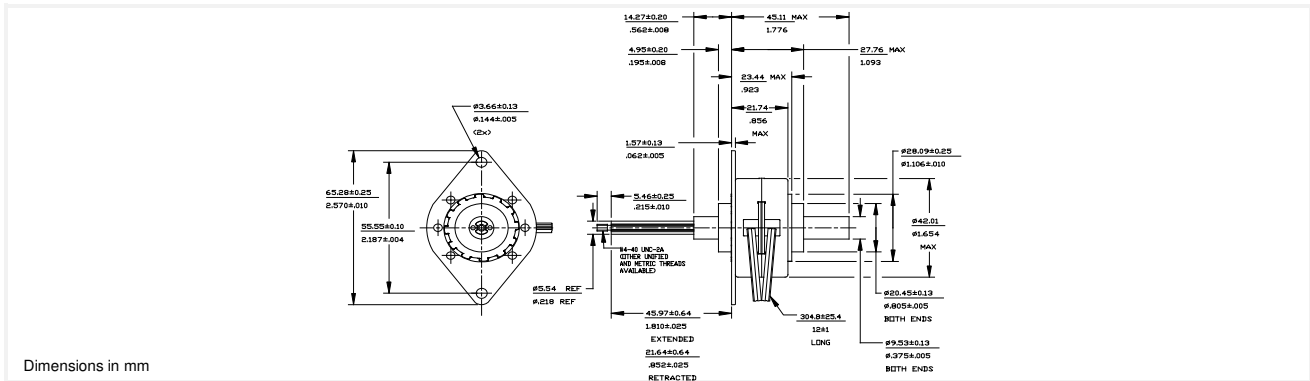 14.27±0.20
.562±.008
45.11 MAX
1.776
4.95±0.20
.195±.008
27.76 MAX
1.093
23.44 MAX
.923
21.74
.856
MAX
ø3.66±0.13
ø.144±.005
(2x)
1.57±0.13
.062±.005
ø28.09±0.25
ø1.106±.010
65.28±0.25
2.570±.010
55.55±0.10
2.187±.004
5.46±0.25
.215±.010
#4-40 UNC-2A
(OTHER UNIFIED
AND METRIC THREADS
AVAILABLE)
ø42.01
ø1.654
MAX
ø5.54 REF
ø.218 REF
ø20.45±0.13
ø.805±.005
BOTH ENDS
45.97±0.64
1.810±.025
EXTENDED
21.64±0.64
.852±.025
RETRACTED
304.8±25.4
12±1
LONG
ø9.53±0.13
ø.375±.005
BOTH ENDS
Dimensions in mm